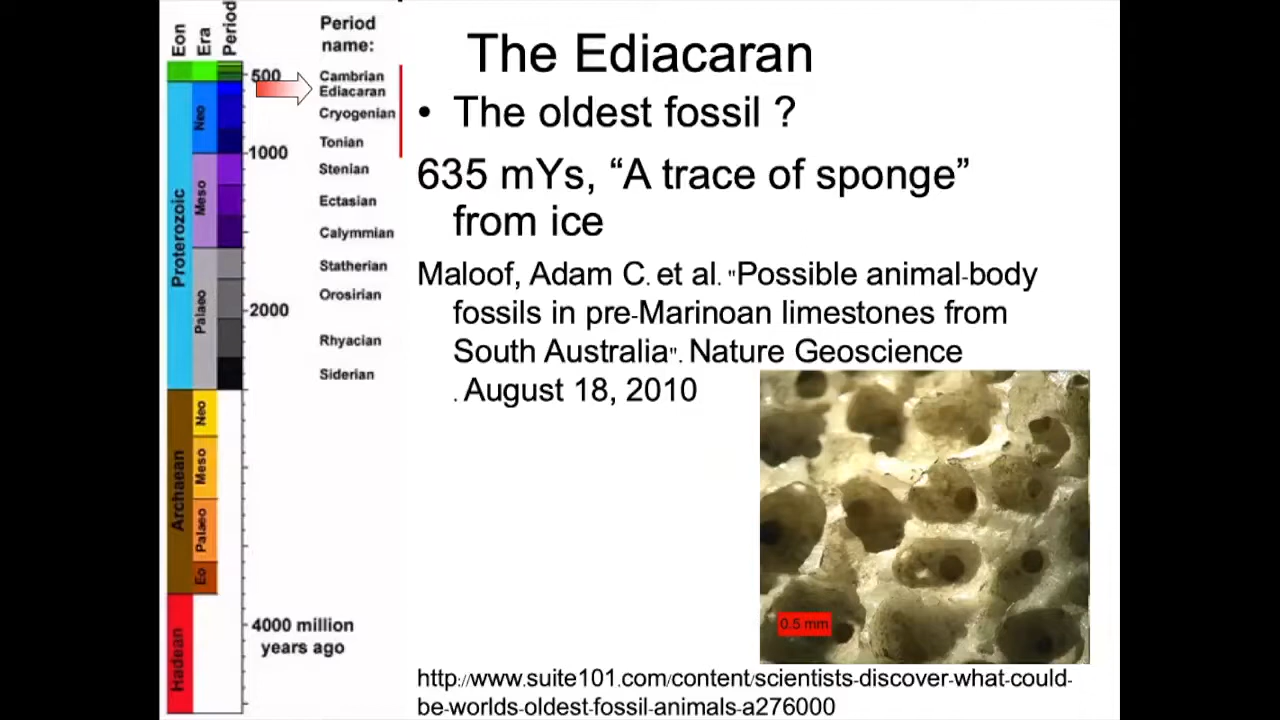 Eon
Era
Period
Period
name:
500
Cambrian
Ediacaran
Cryogenian
Tonian
1000
Stenian
Ectasian
Calymmian
Statherian
Orosirian
2000
Rhyacian
Siderian
4000 million
years ago
Proterozoic
Archaean
Hadean
Neo
Meso
Palaeo
Neo
Meso
Palaeo
Eo
The Ediacaran
• The oldest fossil ?
635 mYs, “A trace of sponge”
from ice
Maloof, Adam C. et al. "Possible animal-body
fossils in pre-Marinoan limestones from
South Australia". Nature Geoscience
. August 18, 2010
0.5 mm
http://www.suite101.com/content/scientists-discover-what-could-
be-worlds-oldest-fossil-animals-a276000